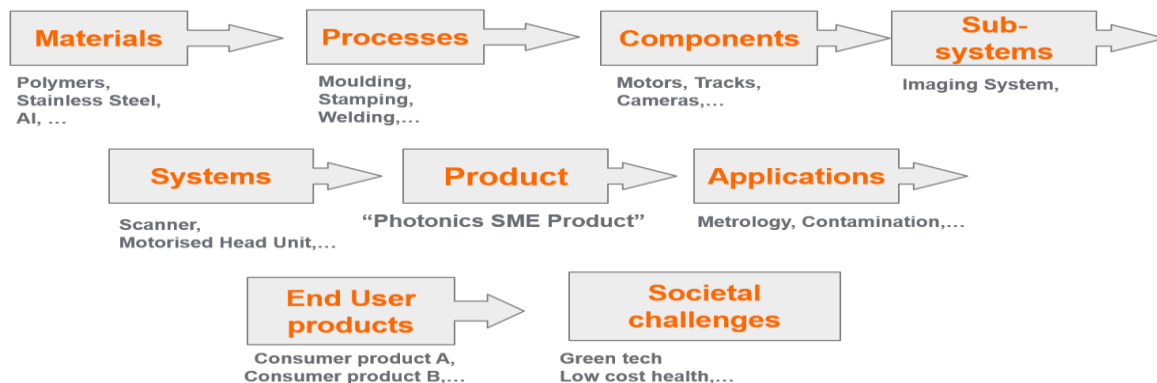 Materials
Processes
Components
Sub-
systems
Polymers,
Stainless Steel,
Al, …
Moulding,
Stamping,
Welding,…
Motors, Tracks,
Cameras,…
Imaging System,
Systems
Product
Applications
Scanner,
Motorised Head Unit,…
“Photonics SME Product”
Metrology, Contamination,…
End User
products
Societal
challenges
Consumer product A,
Consumer product B,…
Green tech
Low cost health,…